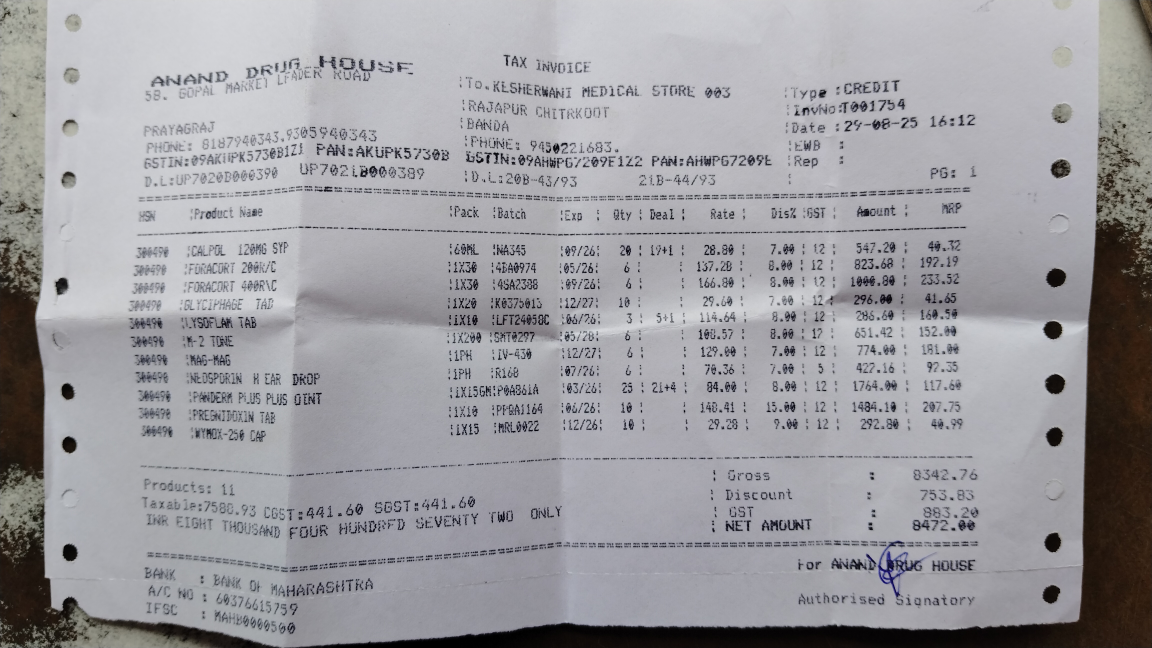 ANAND DRUG HOUSE
58. GOPAL MARKET LEADER ROAD
PRAYAGRAJ
PHONE: 8187940343,9305940343
GSTIN:09AKUPK5730B1Z1 PAN:AKUPK5730B
D.L:UP7020B000390 UP7021B000389
TAX INVOICE
To.KESHERWANI MEDICAL STORE 003
RAJAPUR CHITRKOOT
BANDA
PHONE: 9450221683.
GSTIN:09AHWPG7209E1Z2 PAN:AHWPG7209E
D.L:20B-43/93 21B-44/93
Type :CREDIT
InvNo:T001754
Date :29-08-25 16:12
EWB :
Rep :
PG: 1
HSN Product Name Pack Batch Exp Qty Deal Rate Dis% GST Amount MRP
300490 CALPOL 120MG SYP 60ML NA345 09/26 20 19+1 28.80 7.00 12 547.20 40.32
300490 FORACORT 200R/C 1X30 4DA0974 05/26 6 137.28 8.00 12 823.68 192.19
300490 FORACORT 400R\C 1X30 4SA2388 09/26 6 166.80 8.00 12 1000.80 233.52
300490 GLYCIPHAGE TAB 1X20 K0375013 12/27 10 29.60 7.00 12 296.00 41.65
300490 LYSOFLAM TAB 1X10 LFT24058C 06/26 3 5+1 114.64 8.00 12 286.60 160.50
300490 M-2 TONE 1X200 SMT0297 05/28 6 108.57 8.00 12 651.42 152.00
300490 MAG-MAG 1PH IV-430 12/27 6 129.00 7.00 12 774.00 181.00
300490 NEOSPORIN H EAR DROP 1PH R168 07/26 6 70.36 7.00 5 422.16 92.35
300490 PANDERM PLUS PLUS OINT 1X15GM P0A861A 03/26 25 21+4 84.00 8.00 12 1764.00 117.60
300490 PREGNIDOXIN TAB 1X10 PPQA1164 06/26 10 148.41 15.00 12 1484.10 207.75
300490 WYMOX-250 CAP 1X15 MRL0022 12/26 10 29.28 9.00 12 292.80 40.99
Products: 11
Taxable:7588.93 CGST:441.60 SGST:441.60
INR EIGHT THOUSAND FOUR HUNDRED SEVENTY TWO ONLY
Gross : 8342.76
Discount : 753.83
GST : 883.20
NET AMOUNT : 8472.00
BANK : BANK OF MAHARASHTRA
A/C NO : 60376615759
IFSC : MAHB0000500
For ANAND DRUG HOUSE
Authorised Signatory